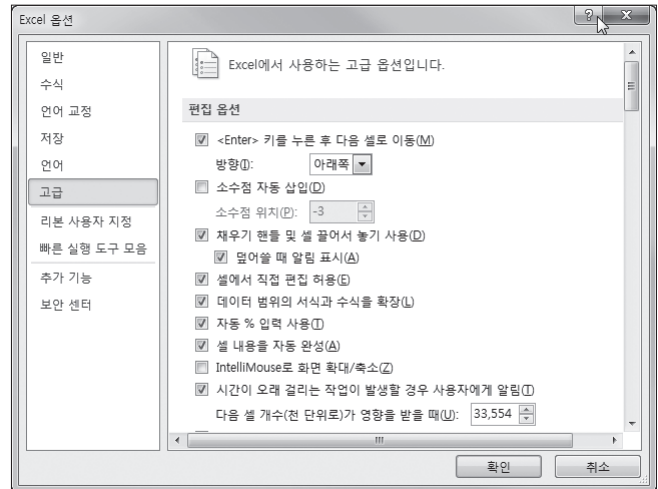 Excel 옵션
일반
수식
언어 교정
저장
언어
고급
리본 사용자 지정
빠른 실행 도구 모음
추가 기능
보안 센터
Excel에서 사용하는 고급 옵션입니다.
편집 옵션
<Enter> 키를 누른 후 다음 셀로 이동(M)
방향(I): 아래쪽
소수점 자동 삽입(D)
소수점 위치(P): -3
채우기 핸들 및 셀 끌어서 놓기 사용(D)
덮어쓸 때 알림 표시(A)
셀에서 직접 편집 허용(E)
데이터 범위의 서식과 수식을 확장(L)
자동 % 입력 사용(T)
셀 내용을 자동 완성(A)
IntelliMouse로 화면 확대/축소(Z)
시간이 오래 걸리는 작업이 발생할 경우 사용자에게 알림(T)
다음 셀 개수(천 단위로)가 영향을 받을 때(U): 33,554
확인
취소